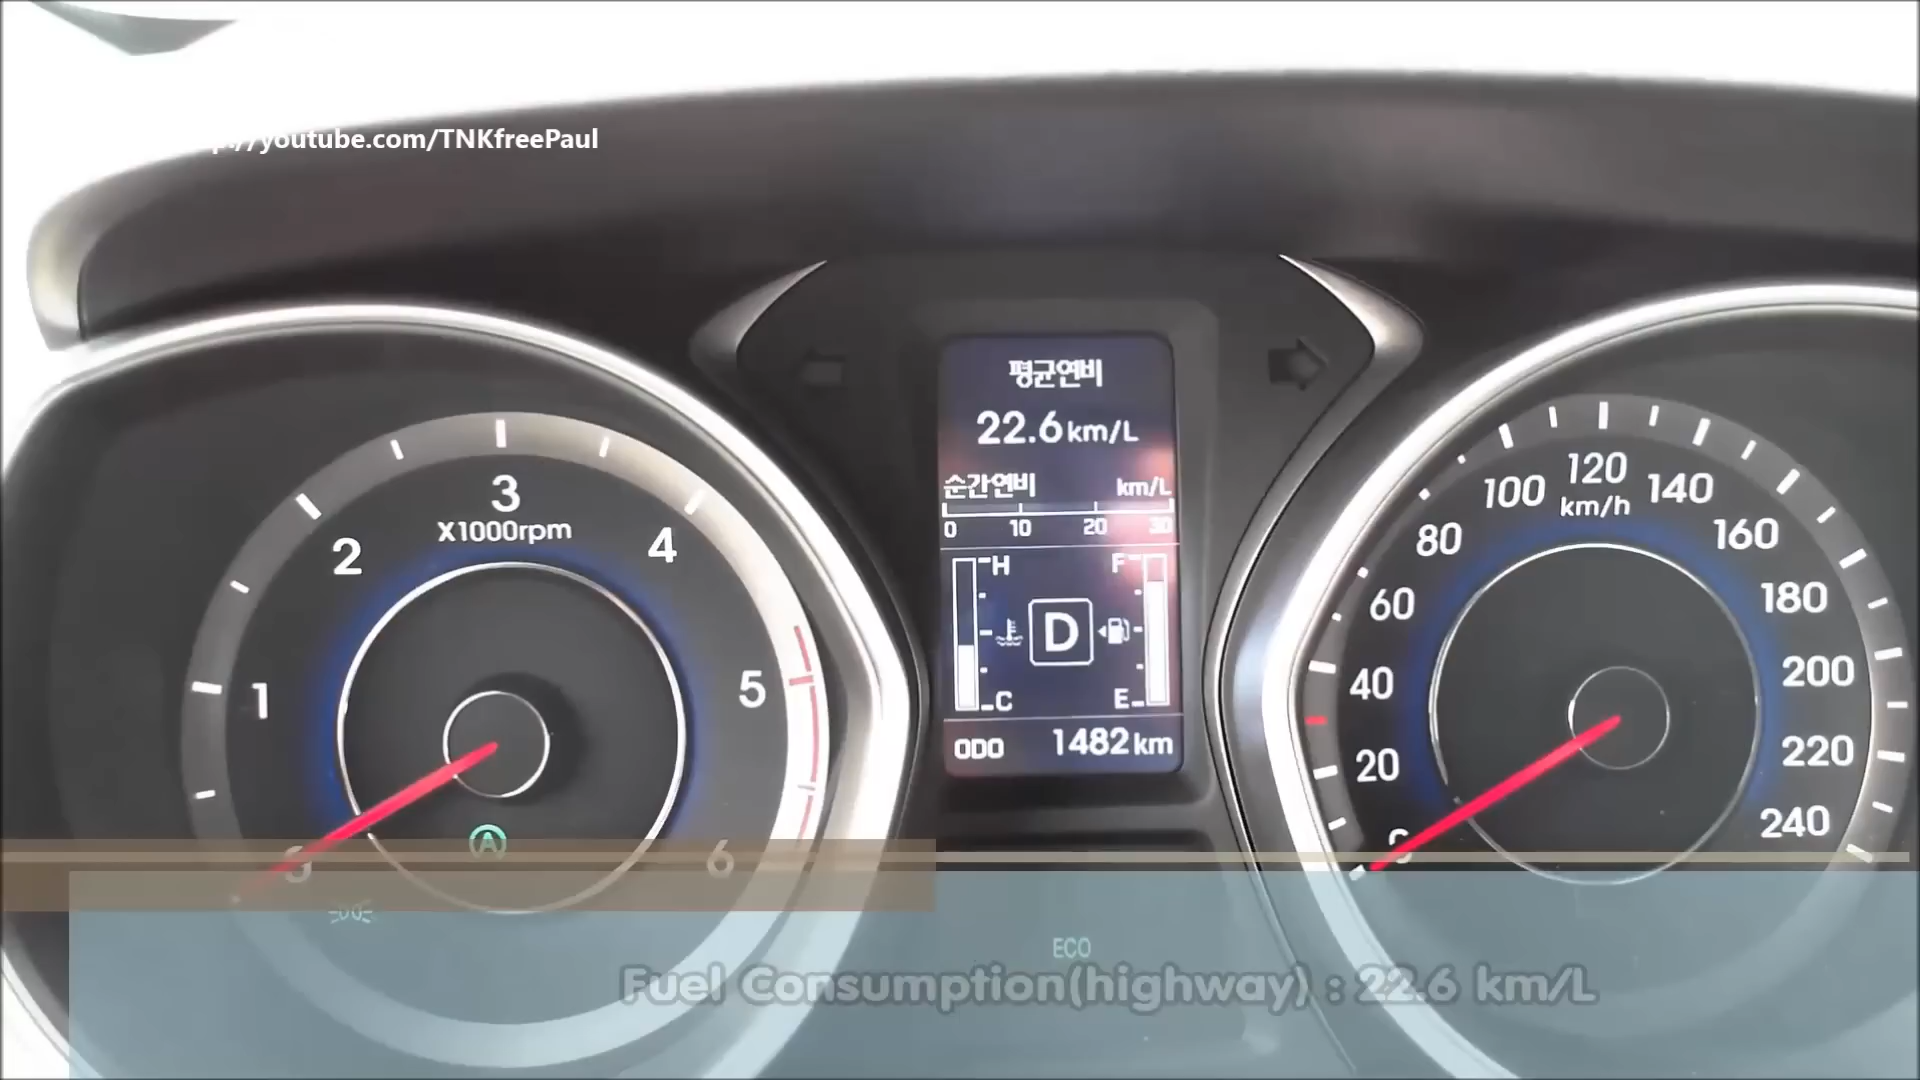 youtube.com/TNKfreePaul
평균연비
22.6 km/L
순간연비 km/L
0 10 20 30
H F
D
C E
ODO 1482 km
0 1 2 3 4 5 6
X1000rpm
A
0 20 40 60 80 100 120 140 160 180 200 220 240
km/h
ECO
Fuel Consumption(highway) : 22.6 km/L